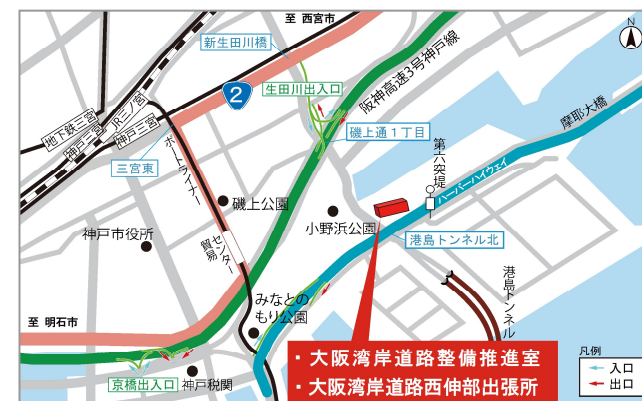 至 西宮市
N
新生田川橋
生田川出入口
2
阪神高速3号神戸線
摩耶大橋
地下鉄三宮
神戸三宮
JR三ノ宮
神戸三宮
磯上通1丁目
三宮東
ポートライナー
第六突堤
ハーバーハイウェイ
磯上公園
小野浜公園
神戸市役所
貿易
センター
港島トンネル北
港島トンネル
みなとの
もり公園
至 明石市
京橋出入口
神戸税関
・大阪湾岸道路整備推進室
・大阪湾岸道路西伸部出張所
凡例
入口
出口